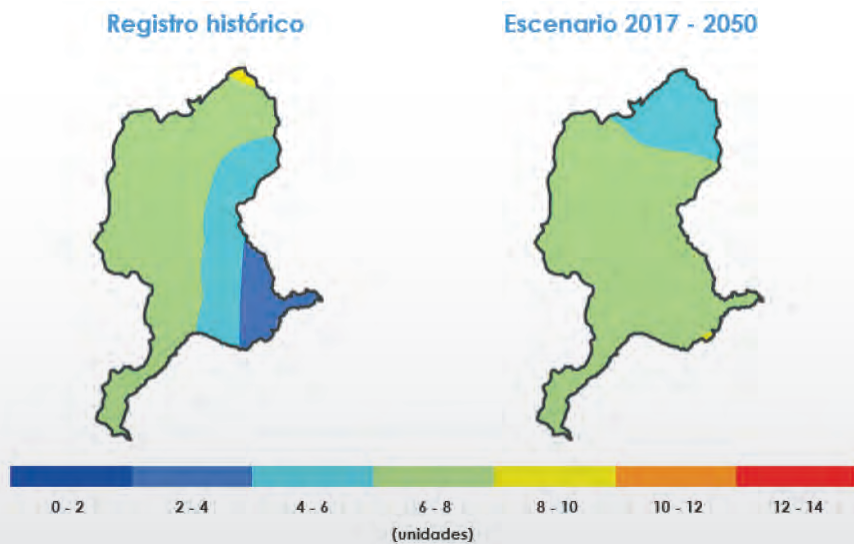 Registro histórico
Escenario 2017 - 2050
0 - 2
2 - 4
4 - 6
6 - 8
8 - 10
10 - 12
12 - 14
(unidades)